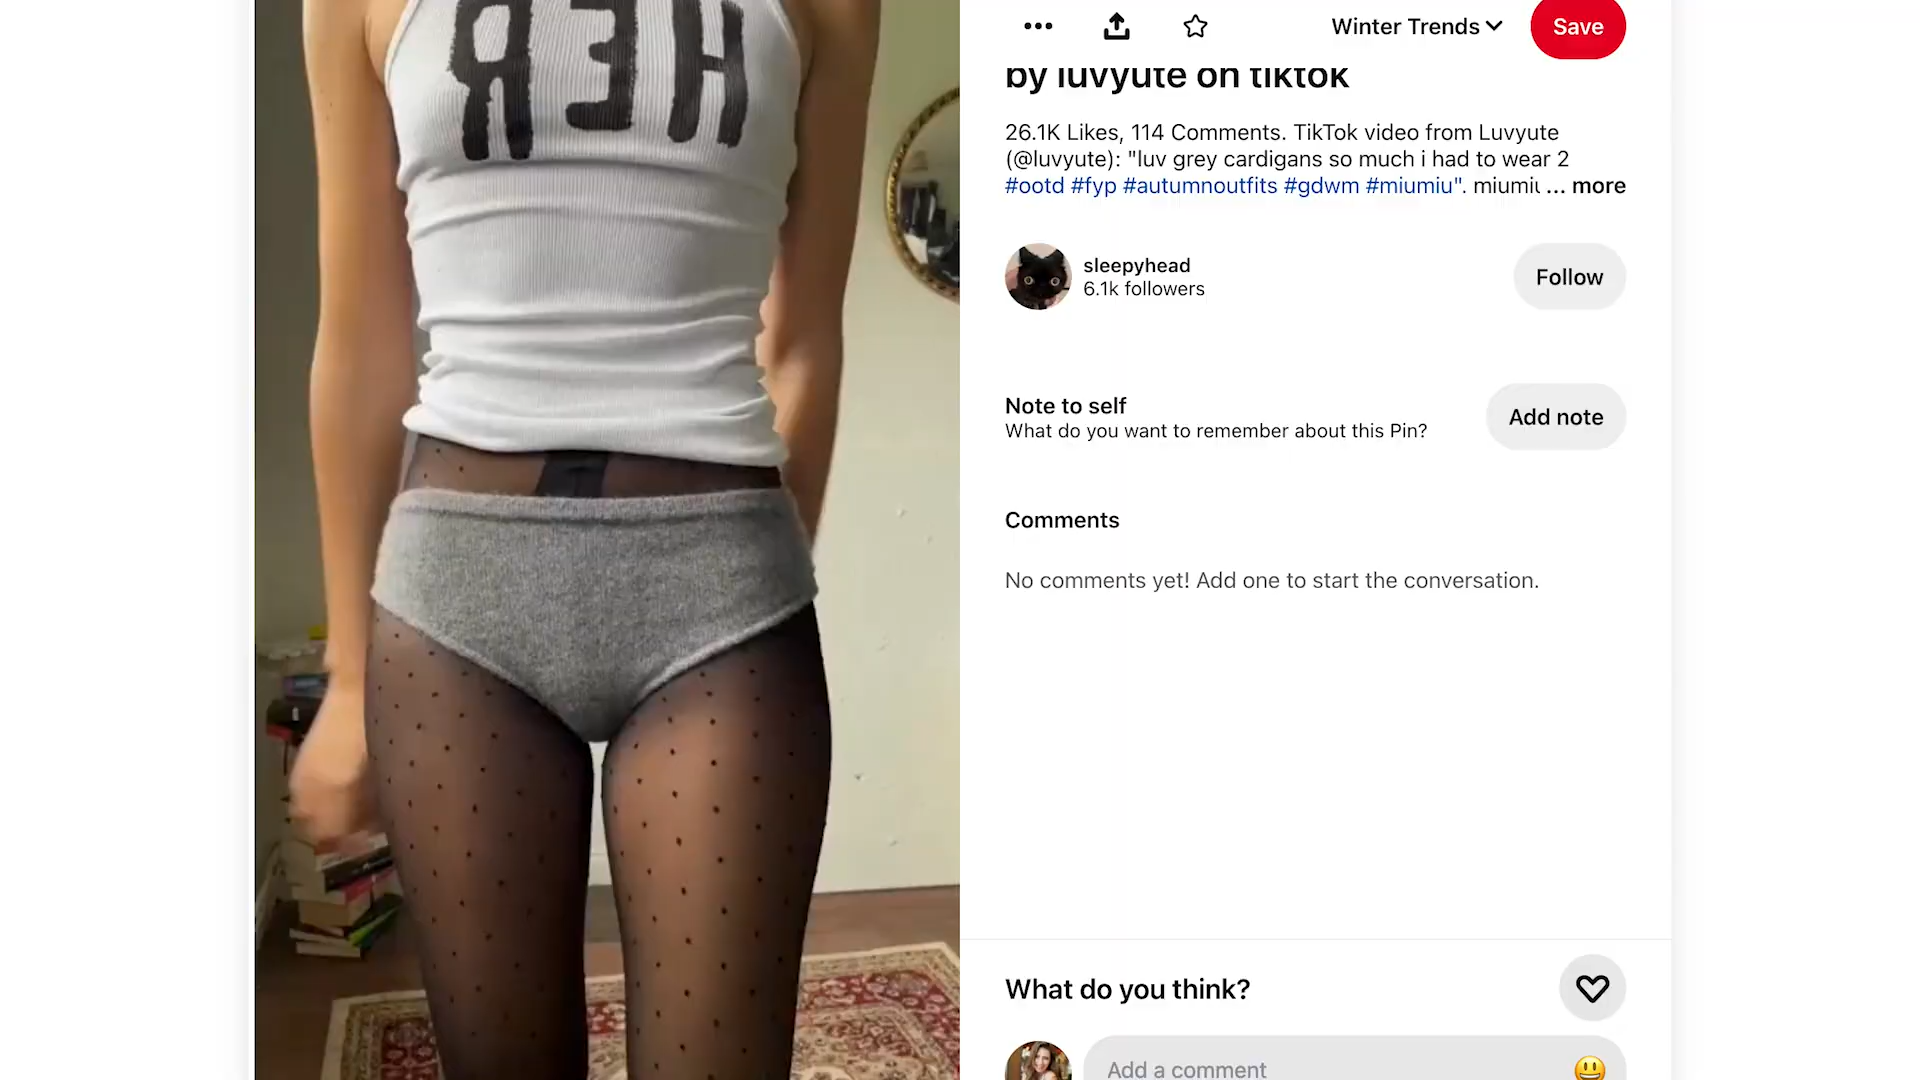 HER
Winter Trends
Save
by luvyute on tiktok
26.1K Likes, 114 Comments. TikTok video from Luvyute
(@luvyute): "luv grey cardigans so much i had to wear 2
#ootd #fyp #autumnoutfits #gdwm #miumiu". miumiu ... more
sleepyhead
6.1k followers
Follow
Note to self
What do you want to remember about this Pin?
Add note
Comments
No comments yet! Add one to start the conversation.
What do you think?
Add a comment